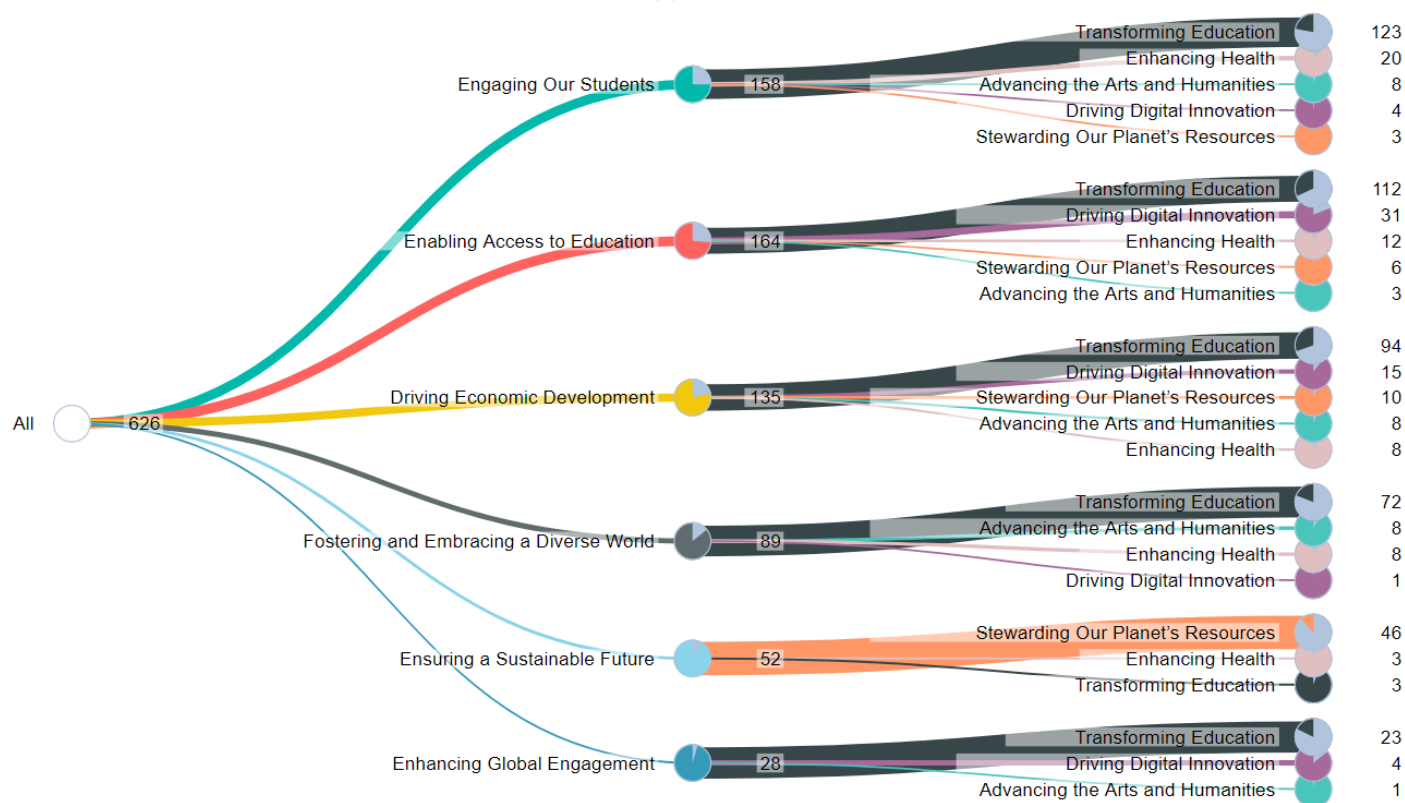 Transforming Education 123
Enhancing Health 20
Engaging Our Students 158 Advancing the Arts and Humanities 8
Driving Digital Innovation 4
Stewarding Our Planet’s Resources 3
Transforming Education 112
Driving Digital Innovation 31
Enabling Access to Education 164 Enhancing Health 12
Stewarding Our Planet’s Resources 6
Advancing the Arts and Humanities 3
Transforming Education 94
Driving Digital Innovation 15
Driving Economic Development 135 Stewarding Our Planet’s Resources 10
All 626 Advancing the Arts and Humanities 8
Enhancing Health 8
Transforming Education 72
Advancing the Arts and Humanities 8
Fostering and Embracing a Diverse World 89
Enhancing Health 8
Driving Digital Innovation 1
Stewarding Our Planet’s Resources 46
Ensuring a Sustainable Future 52 Enhancing Health 3
Transforming Education 3
Transforming Education 23
Enhancing Global Engagement 28 Driving Digital Innovation 4
Advancing the Arts and Humanities 1